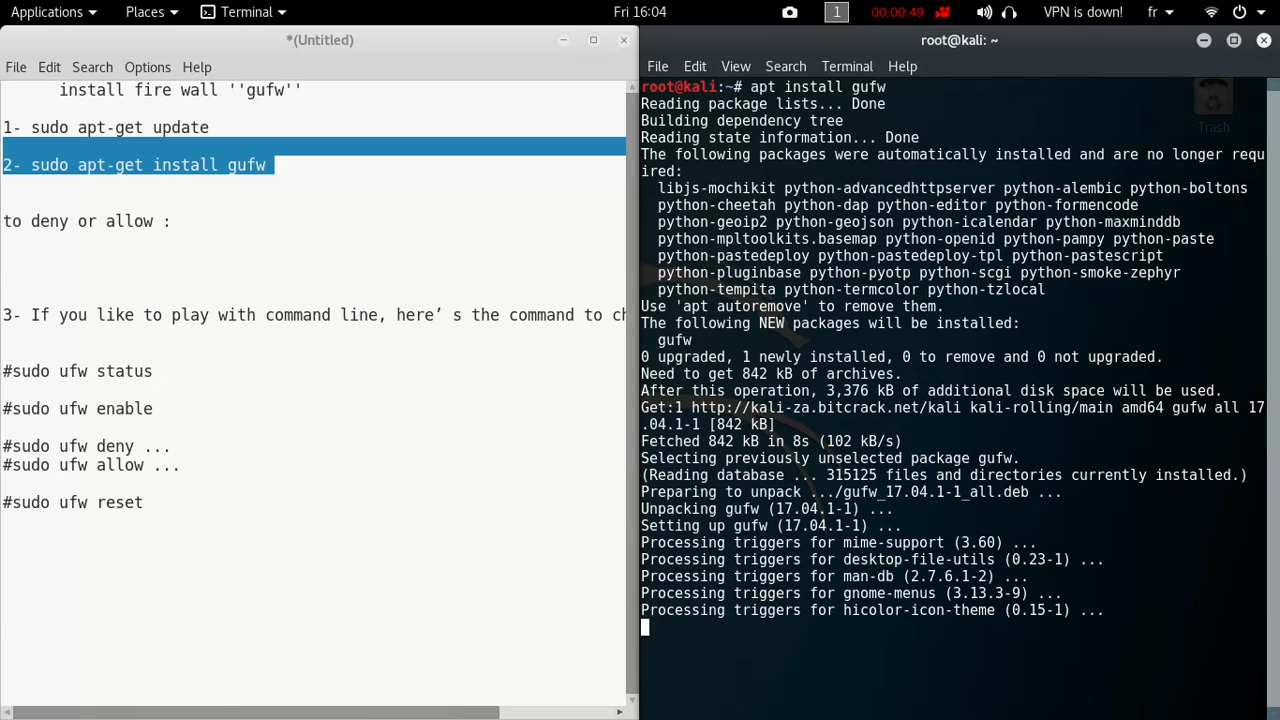 Applications Places Terminal Fri 16:04 1 00:00:49 VPN is down! fr
*(Untitled)
File Edit Search Options Help
install fire wall ''gufw''
1- sudo apt-get update
2- sudo apt-get install gufw
to deny or allow :
3- If you like to play with command line, here’ s the command to ch
#sudo ufw status
#sudo ufw enable
#sudo ufw deny ...
#sudo ufw allow ...
#sudo ufw reset
root@kali: ~
File Edit View Search Terminal Help
Trash
root@kali:~# apt install gufw
Reading package lists... Done
Building dependency tree
Reading state information... Done
The following packages were automatically installed and are no longer requ
ired:
libjs-mochikit python-advancedhttpserver python-alembic python-boltons
python-cheetah python-dap python-editor python-formencode
python-geoip2 python-geojson python-icalendar python-maxminddb
python-mpltoolkits.basemap python-openid python-pampy python-paste
python-pastedeploy python-pastedeploy-tpl python-pastescript
python-pluginbase python-pyotp python-scgi python-smoke-zephyr
python-tempita python-termcolor python-tzlocal
Use 'apt autoremove' to remove them.
The following NEW packages will be installed:
gufw
0 upgraded, 1 newly installed, 0 to remove and 0 not upgraded.
Need to get 842 kB of archives.
After this operation, 3,376 kB of additional disk space will be used.
Get:1 http://kali-za.bitcrack.net/kali kali-rolling/main amd64 gufw all 17
.04.1-1 [842 kB]
Fetched 842 kB in 8s (102 kB/s)
Selecting previously unselected package gufw.
(Reading database ... 315125 files and directories currently installed.)
Preparing to unpack .../gufw_17.04.1-1_all.deb ...
Unpacking gufw (17.04.1-1) ...
Setting up gufw (17.04.1-1) ...
Processing triggers for mime-support (3.60) ...
Processing triggers for desktop-file-utils (0.23-1) ...
Processing triggers for man-db (2.7.6.1-2) ...
Processing triggers for gnome-menus (3.13.3-9) ...
Processing triggers for hicolor-icon-theme (0.15-1) ...